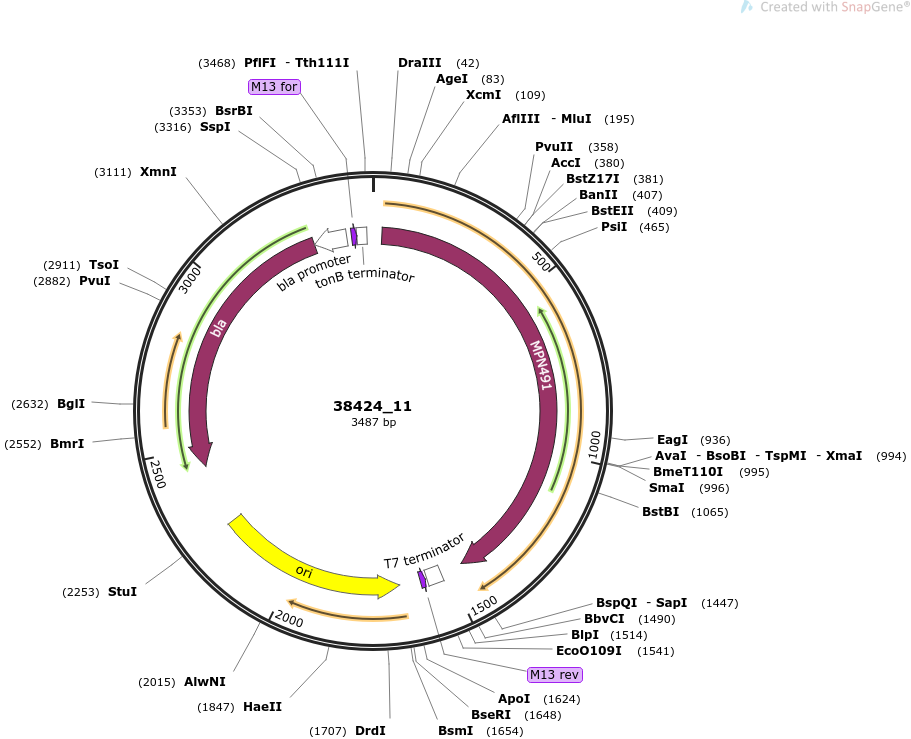 Created with SnapGene®
(3468) PflFI - Tth111I
DraIII (42)
M13 for
AgeI (83)
XcmI (109)
(3353) BsrBI
(3316) SspI
AflIII - MluI (195)
PvuII (358)
AccI (380)
(3111) XmnI
BstZ17I (381)
BanII (407)
BstEII (409)
PsiI (465)
bla promoter
tonB terminator
(2911) TsoI
(2882) PvuI
3000
500
bla
MPN491
(2632) BglI
38424_11
3487 bp
(2552) BmrI
EagI (936)
1000
AvaI - BsoBI - TspMI - XmaI (994)
BmeT110I (995)
2500
SmaI (996)
BstBI (1065)
T7 terminator
ori
(2253) StuI
BspQI - SapI (1447)
1500
BbvCI (1490)
2000
BlpI (1514)
EcoO109I (1541)
M13 rev
(2015) AlwNI
ApoI (1624)
(1847) HaeII
BseRI (1648)
(1707) DrdI
BsmI (1654)